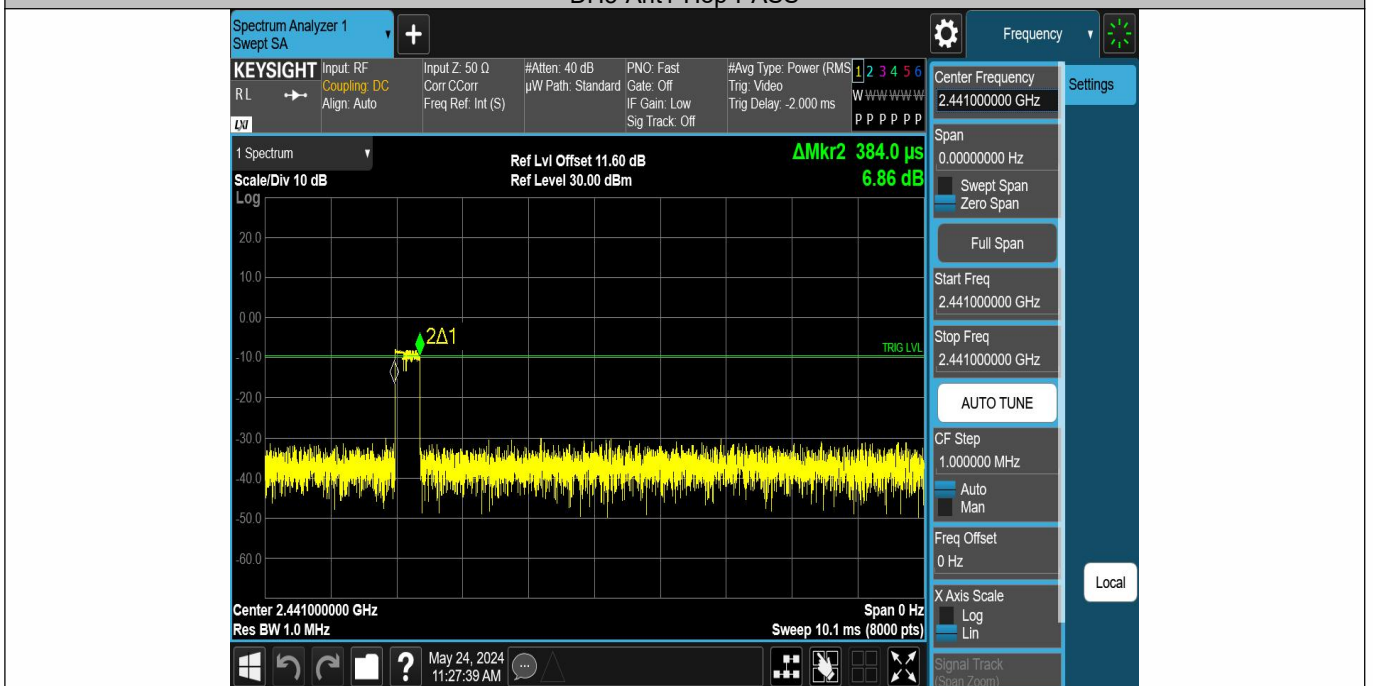 Spectrum Analyzer 1
Swept SA
Frequency
KEYSIGHT
RL
LXI
Input: RF
Coupling: DC
Align: Auto
Input Z: 50 Ω
Corr CCorr
Freq Ref: Int (S)
#Atten: 40 dB
µW Path: Standard
PNO: Fast
Gate: Off
IF Gain: Low
Sig Track: Off
#Avg Type: Power (RMS
Trig: Video
Trig Delay: -2.000 ms
1 2 3 4 5 6
W W W W W W
P P P P P P
Center Frequency
2.441000000 GHz
Settings
1 Spectrum
Scale/Div 10 dB
Log
Ref Lvl Offset 11.60 dB
Ref Level 30.00 dBm
ΔMkr2 384.0 µs
6.86 dB
Span
0.00000000 Hz
Swept Span
Zero Span
Full Span
Start Freq
2.441000000 GHz
Stop Freq
2.441000000 GHz
AUTO TUNE
CF Step
1.000000 MHz
Auto
Man
Freq Offset
0 Hz
X Axis Scale
Log
Lin
Signal Track
(Span Zoom)
Local
20.0
10.0
0.00
-10.0
-20.0
-30.0
-40.0
-50.0
-60.0
2Δ1
TRIG LVL
Center 2.441000000 GHz
Res BW 1.0 MHz
Span 0 Hz
Sweep 10.1 ms (8000 pts)
?
May 24, 2024
11:27:39 AM